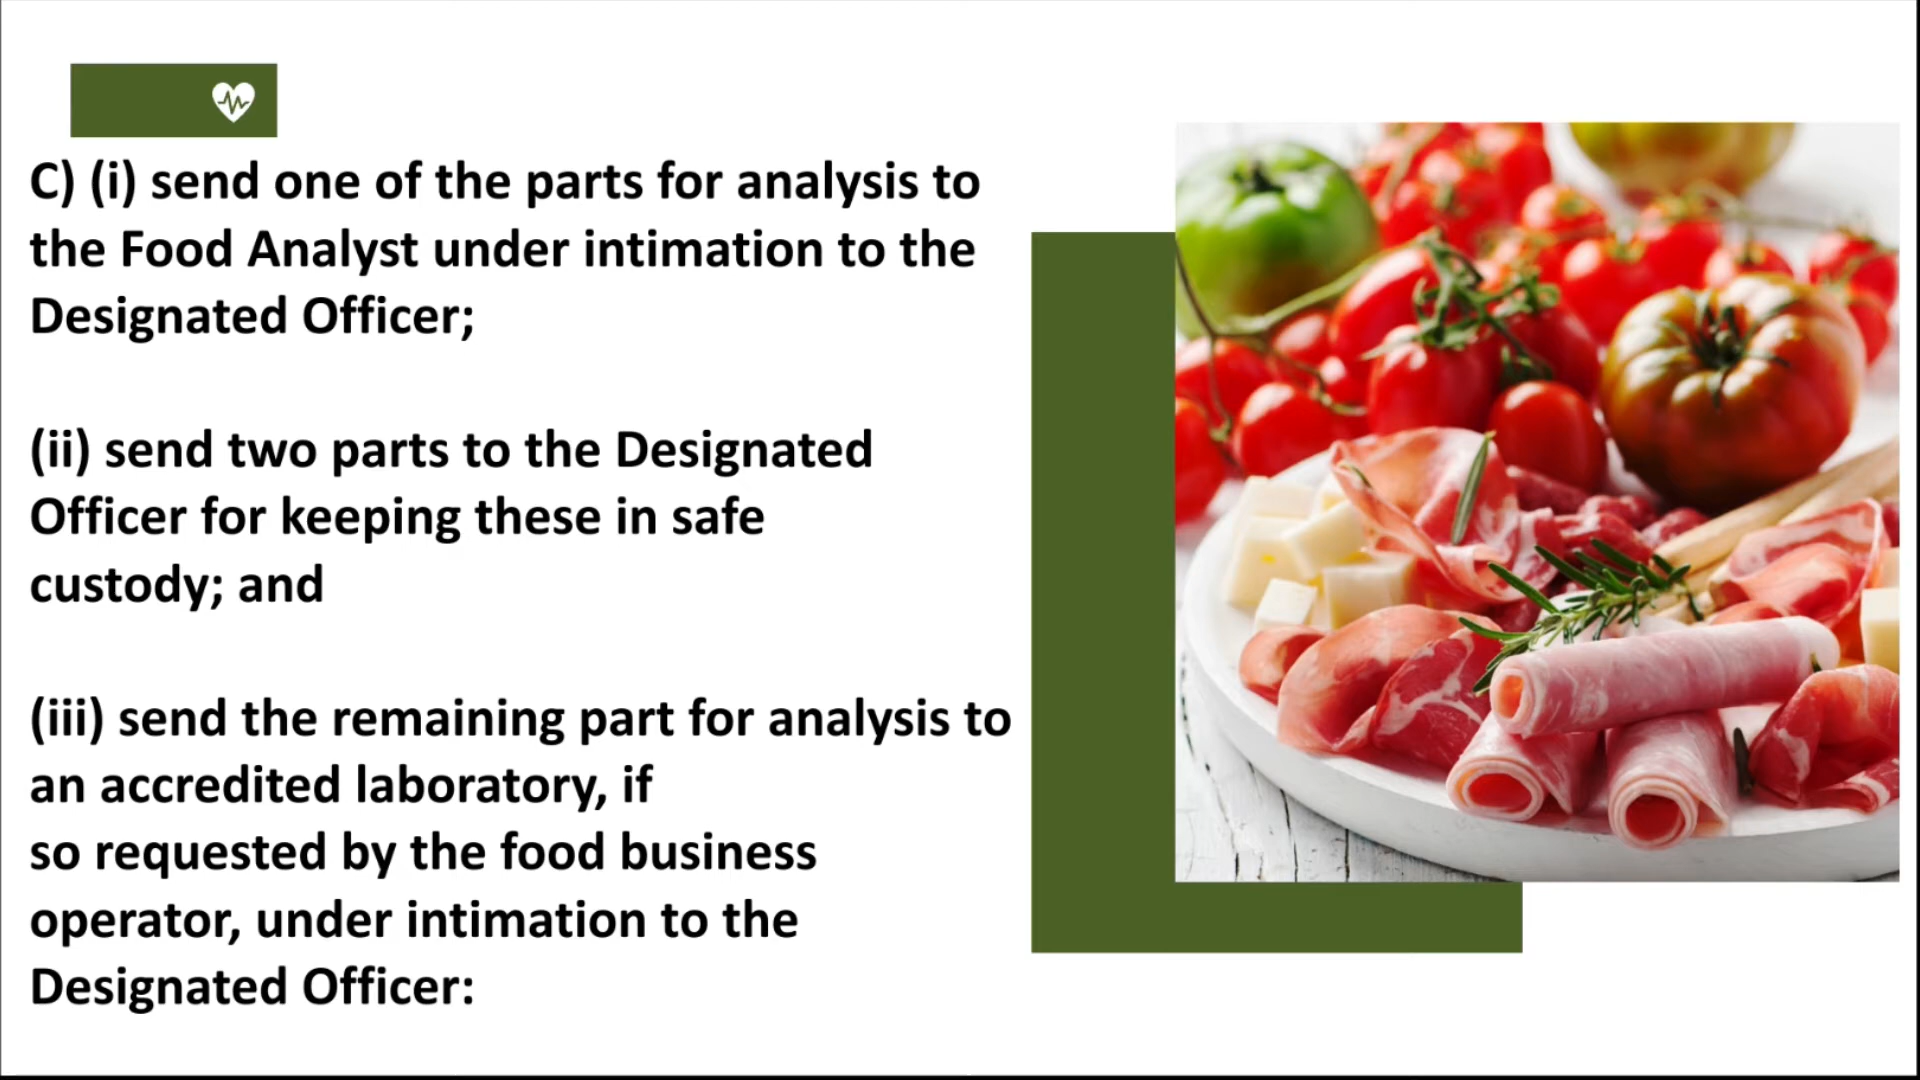 C) (i) send one of the parts for analysis to
the Food Analyst under intimation to the
Designated Officer;
(ii) send two parts to the Designated
Officer for keeping these in safe
custody; and
(iii) send the remaining part for analysis to
an accredited laboratory, if
so requested by the food business
operator, under intimation to the
Designated Officer: